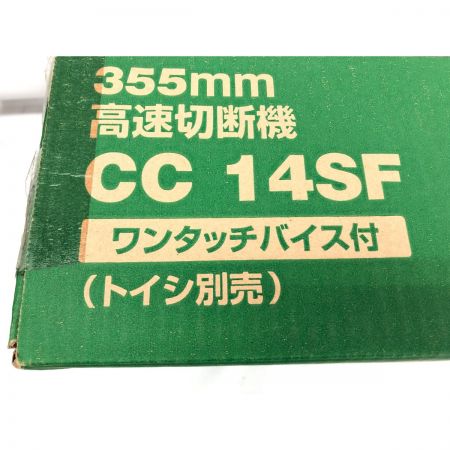 355mm
高速切断機
CC 14SF
ワンタッチバイス付
(トイシ別売)